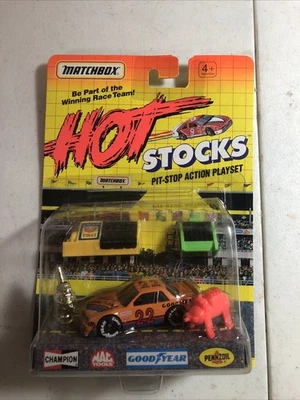 MATCHBOX
4+
Be Part of the
Winning Race Team!
HOT
STOCKS
PIT-STOP ACTION PLAYSET
MATCHBOX
GOODYEAR
CHAMPION
MAC
TOOLS
GOODYEAR
PENNZOIL